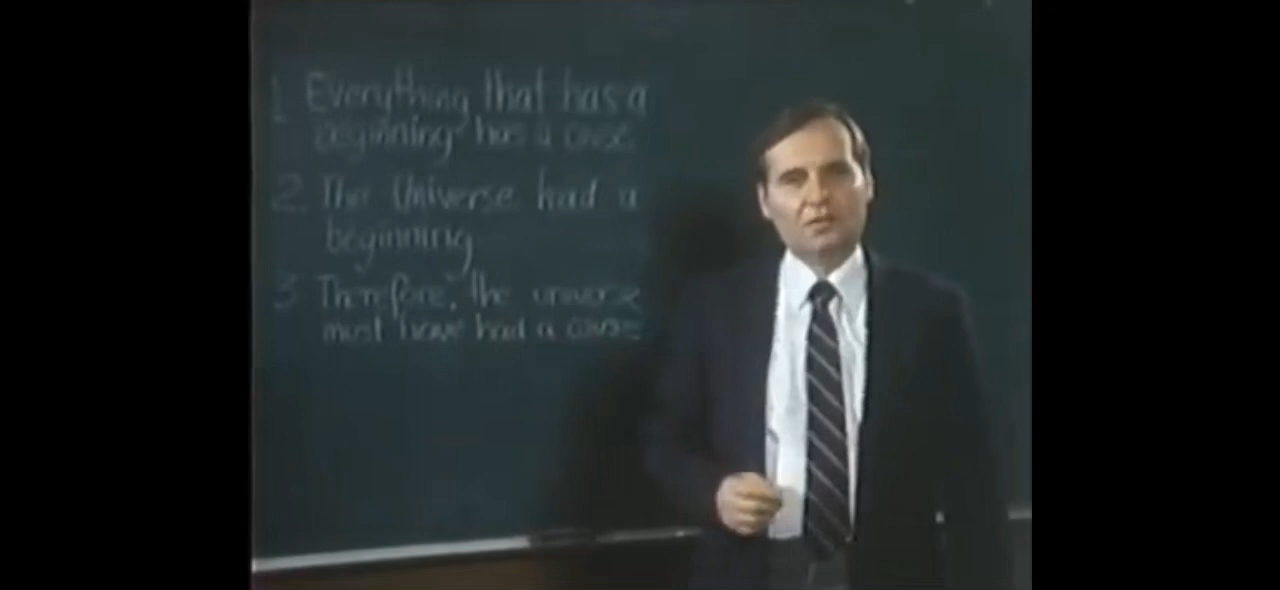 1. Everything that has a
beginning has a cause.
2. The Universe had a
beginning
3. Therefore, the universe
must have had a cause